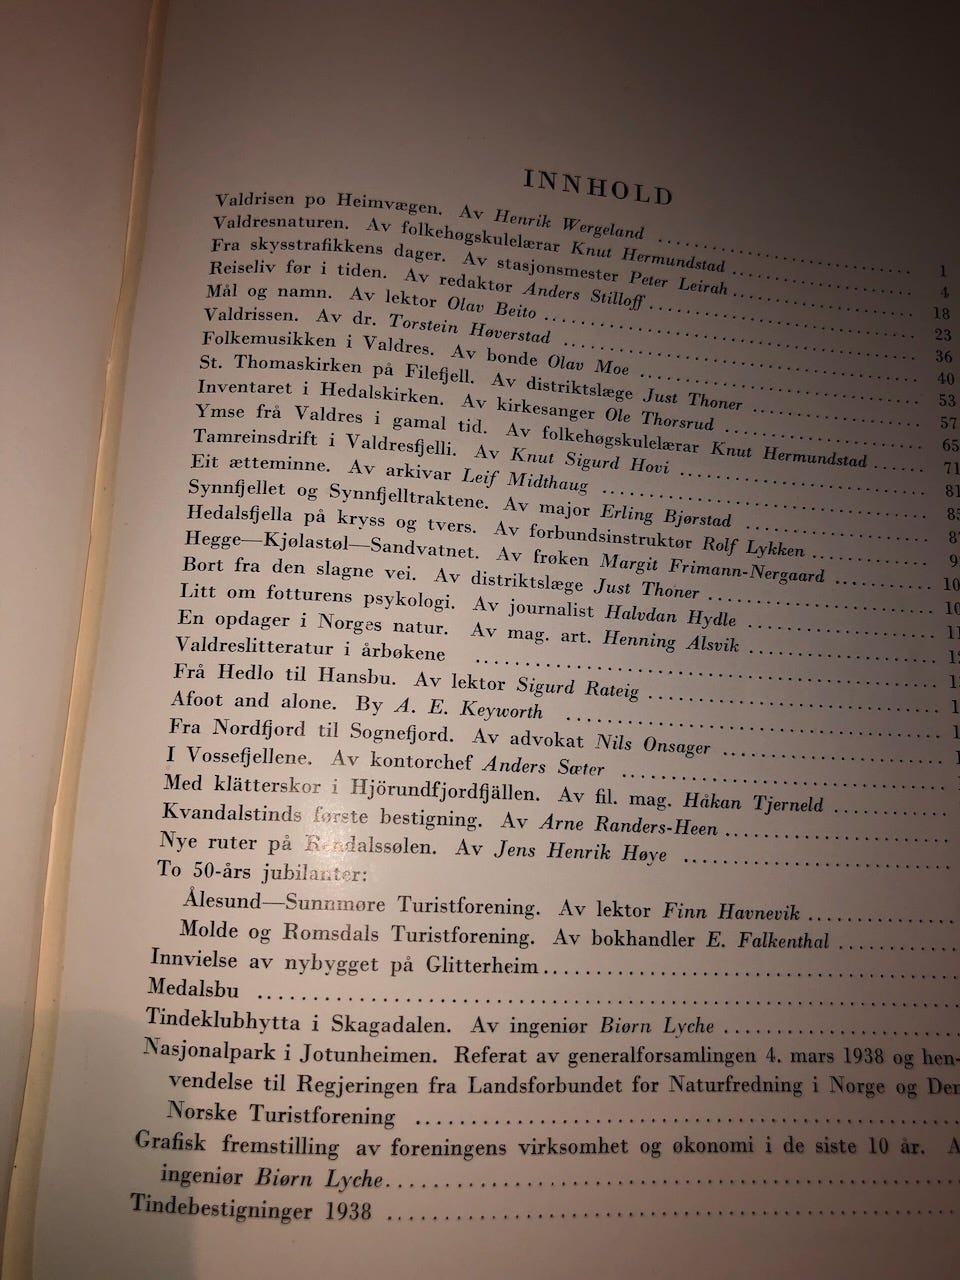 INNHOLD
Valdrisen po Heimvægen. Av Henrik Wergeland ........ 1
Valdresnaturen. Av folkehøgskulelærar Knut Hermundstad ........ 4
Fra skysstrafikkens dager. Av stasjonsmester Peter Leirah ........ 18
Reiseliv før i tiden. Av redaktør Anders Stilloff ........ 23
Mål og namn. Av lektor Olav Beito ........ 36
Valdrissen. Av dr. Torstein Høverstad ........ 40
Folkemusikken i Valdres. Av bonde Olav Moe ........ 53
St. Thomaskirken på Filefjell. Av distriktslæge Just Thoner ........ 57
Inventaret i Hedalskirken. Av kirkesanger Ole Thorsrud ........ 65
Ymse frå Valdres i gamal tid. Av folkehøgskulelærar Knut Hermundstad ...... 71
Tamreinsdrift i Valdresfjelli. Av Knut Sigurd Hovi ........ 81
Eit ætteminne. Av arkivar Leif Midthaug ........
Synnfjellet og Synnfjelltraktene. Av major Erling Bjørstad ........
Hedalsfjella på kryss og tvers. Av forbundsinstruktør Rolf Lykken ........
Hegge—Kjølastøl—Sandvatnet. Av frøken Margit Frimann-Nergaard ........
Bort fra den slagne vei. Av distriktslæge Just Thoner ........
Litt om fotturens psykologi. Av journalist Halvdan Hydle ........
En opdager i Norges natur. Av mag. art. Henning Alsvik ........
Valdreslitteratur i årbøkene ........
Frå Hedlo til Hansbu. Av lektor Sigurd Rateig ........
Afoot and alone. By A. E. Keyworth ........
Fra Nordfjord til Sognefjord. Av advokat Nils Onsager ........
I Vossefjellene. Av kontorchef Anders Sæter ........
Med klätterskor i Hjörundfjordfjällen. Av fil. mag. Håkan Tjerneld ........
Kvandalstinds første bestigning. Av Arne Randers-Heen ........
Nye ruter på Rendalssølen. Av Jens Henrik Høye ........
To 50-års jubilanter:
Ålesund—Sunnmøre Turistforening. Av lektor Finn Havnevik ........
Molde og Romsdals Turistforening. Av bokhandler E. Falkenthal ........
Innvielse av nybygget på Glitterheim ........
Medalsbu ........
Tindeklubhytta i Skagadalen. Av ingeniør Biørn Lyche ........
Nasjonalpark i Jotunheimen. Referat av generalforsamlingen 4. mars 1938 og hen-
vendelse til Regjeringen fra Landsforbundet for Naturfredning i Norge og Den
Norske Turistforening ........
Grafisk fremstilling av foreningens virksomhet og økonomi i de siste 10 år.
ingeniør Biørn Lyche ........
Tindebestigninger 1938 ........